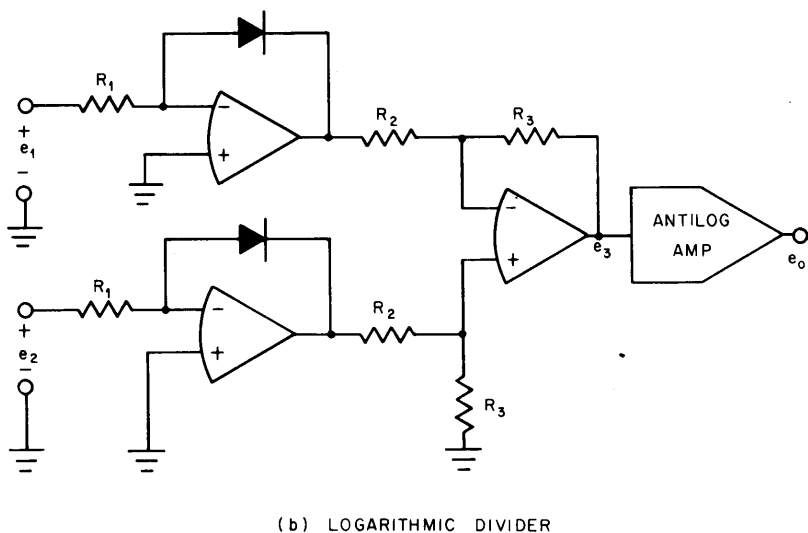 R1
−
+
+
e1
−
R2
R3
−
+
e3
ANTILOG
AMP
eo
R1
−
+
+
e2
−
R2
R3
(b) LOGARITHMIC DIVIDER